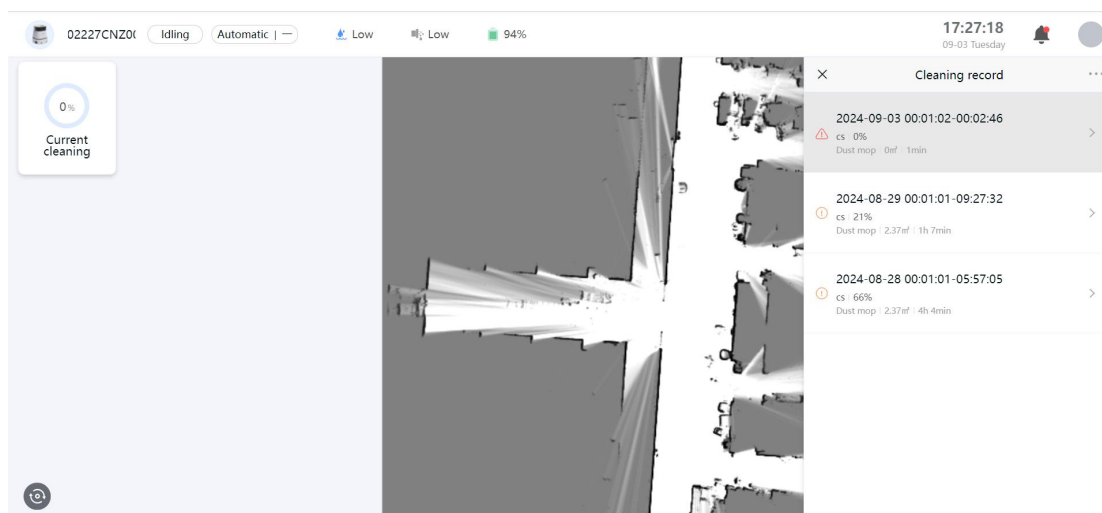 02227CNZ0(
Idling
Automatic | —
Low
Low
94%
17:27:18
09-03 Tuesday
0%
Current
cleaning
Cleaning record
2024-09-03 00:01:02-00:02:46
cs | 0%
Dust mop | 0㎡ | 1min
2024-08-29 00:01:01-09:27:32
cs | 21%
Dust mop | 2.37㎡ | 1h 7min
2024-08-28 00:01:01-05:57:05
cs | 66%
Dust mop | 2.37㎡ | 4h 4min